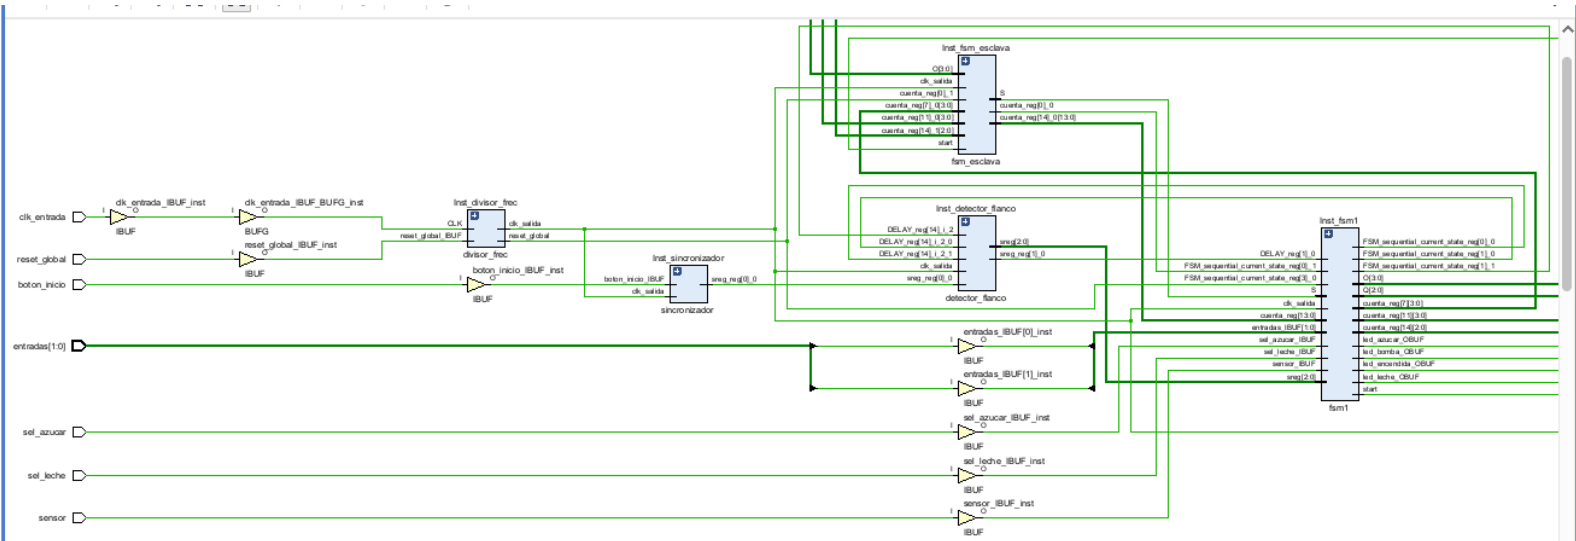 Inst_fsm_esclava
O[3:0]
clk_salida
cuenta_reg[0]_1
cuenta_reg[7]_0[3:0]
cuenta_reg[11]_0[3:0]
cuenta_reg[14]_1[2:0]
start
S
cuenta_reg[0]_0
cuenta_reg[14]_0[13:0]
fsm_esclava
clk_entrada
clk_entrada_IBUF_inst
I
O
IBUF
clk_entrada_IBUF_BUFG_inst
I
O
BUFG
reset_global
reset_global_IBUF_inst
I
O
IBUF
Inst_divisor_frec
CLK
reset_global_IBUF
clk_salida
reset_global
divisor_frec
boton_inicio
boton_inicio_IBUF_inst
I
O
IBUF
Inst_sincronizador
boton_inicio_IBUF
clk_salida
sreg_reg[0]_0
sincronizador
Inst_detector_flanco
DELAY_reg[14]_i_2
DELAY_reg[14]_i_2_0
DELAY_reg[14]_i_2_1
clk_salida
sreg_reg[0]_0
sreg[2:0]
sreg_reg[1]_0
detector_flanco
Inst_fsm1
DELAY_reg[1]_0
FSM_sequential_current_state_reg[0]_1
FSM_sequential_current_state_reg[3]_0
S
clk_salida
cuenta_reg[13:0]
entradas_IBUF[1:0]
sel_azucar_IBUF
sel_leche_IBUF
sensor_IBUF
sreg[2:0]
FSM_sequential_current_state_reg[0]_0
FSM_sequential_current_state_reg[1]_0
FSM_sequential_current_state_reg[1]_1
O[3:0]
Q[2:0]
cuenta_reg[7][3:0]
cuenta_reg[11][3:0]
cuenta_reg[14][2:0]
led_azucar_OBUF
led_bomba_OBUF
led_encendida_OBUF
led_leche_OBUF
start
fsm1
entradas[1:0]
entradas_IBUF[0]_inst
I
O
IBUF
entradas_IBUF[1]_inst
I
O
IBUF
sel_azucar
sel_azucar_IBUF_inst
I
O
IBUF
sel_leche
sel_leche_IBUF_inst
I
O
IBUF
sensor
sensor_IBUF_inst
I
O
IBUF